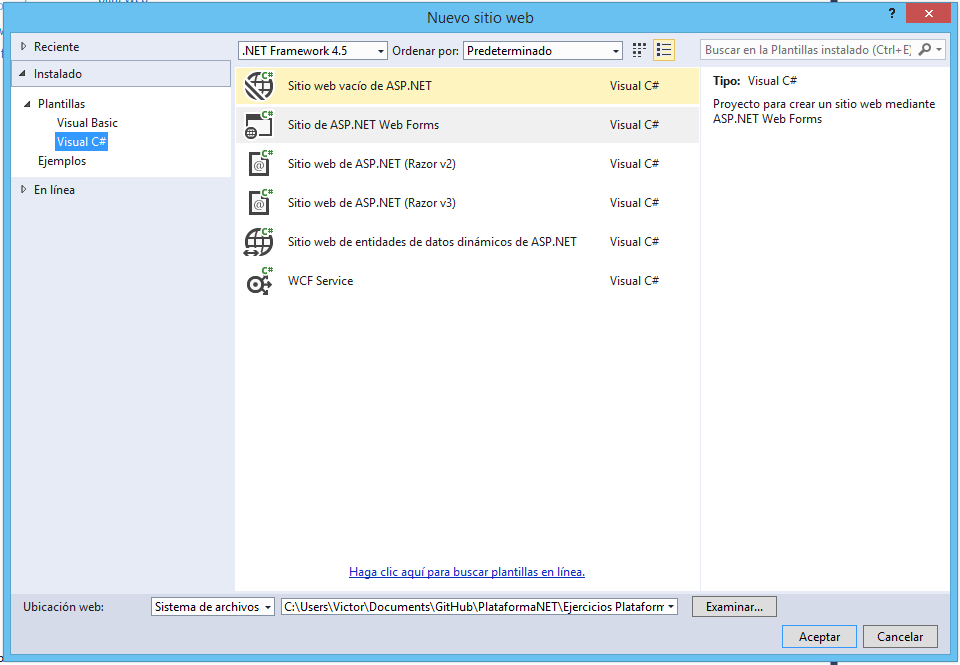 Nuevo sitio web
?
Reciente
Instalado
Plantillas
Visual Basic
Visual C#
Ejemplos
En línea
.NET Framework 4.5
Ordenar por:
Predeterminado
Buscar en la Plantillas instalado (Ctrl+E)
C# Sitio web vacío de ASP.NET Visual C#
C# Sitio de ASP.NET Web Forms Visual C#
C# @ Sitio web de ASP.NET (Razor v2) Visual C#
C# @ Sitio web de ASP.NET (Razor v3) Visual C#
C# Sitio web de entidades de datos dinámicos de ASP.NET Visual C#
C# WCF Service Visual C#
Haga clic aquí para buscar plantillas en línea.
Tipo: Visual C#
Proyecto para crear un sitio web mediante
ASP.NET Web Forms
Ubicación web:
Sistema de archivos
C:\Users\Victor\Documents\GitHub\PlataformaNET\Ejercicios Plataform
Examinar...
Aceptar
Cancelar